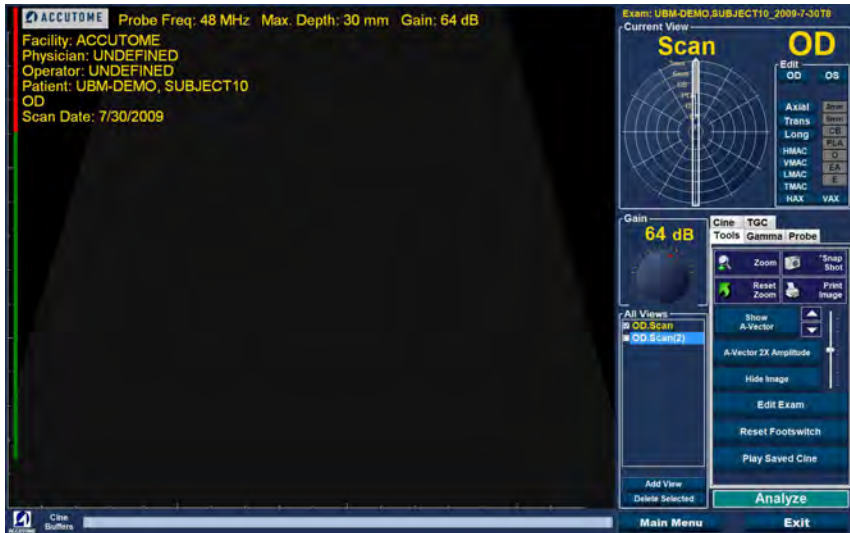 ACCUTOME
Probe Freq: 48 MHz Max. Depth: 30 mm Gain: 64 dB
Facility: ACCUTOME
Physician: UNDEFINED
Operator: UNDEFINED
Patient: UBM-DEMO, SUBJECT10
OD
Scan Date: 7/30/2009
Exam: UBM-DEMO,SUBJECT10_2009-7-30T8
Current View
Scan
OD
Edit
OD OS
Axial
Trans
Long
CB
PLA
HMAC
O
VMAC
EA
LMAC
E
TMAC
HAX VAX
Gain
64 dB
Cine TGC
Tools Gamma Probe
Zoom
*Snap Shot
Reset Zoom
Print Image
Show A-Vector
A-Vector 2X Amplitude
Hide Image
Edit Exam
Reset Footswitch
Play Saved Cine
All Views
OD.Scan
OD.Scan(2)
Add View
Delete Selected
Analyze
ACCUTOME
Cine Buffers
Main Menu
Exit